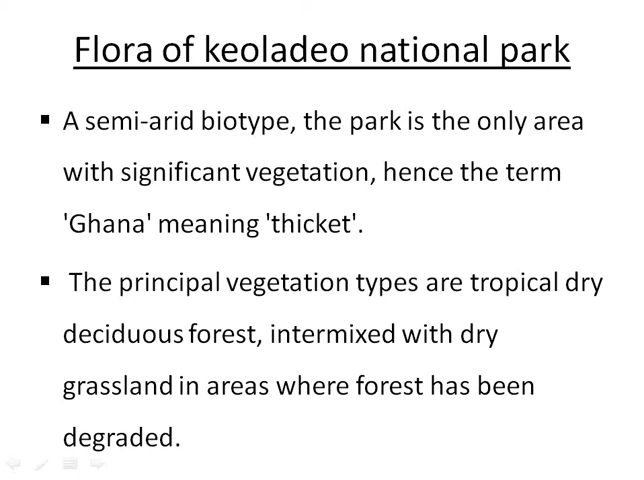 Flora of keoladeo national park
▪ A semi-arid biotype, the park is the only area
with significant vegetation, hence the term
'Ghana' meaning 'thicket'.
▪ The principal vegetation types are tropical dry
deciduous forest, intermixed with dry
grassland in areas where forest has been
degraded.